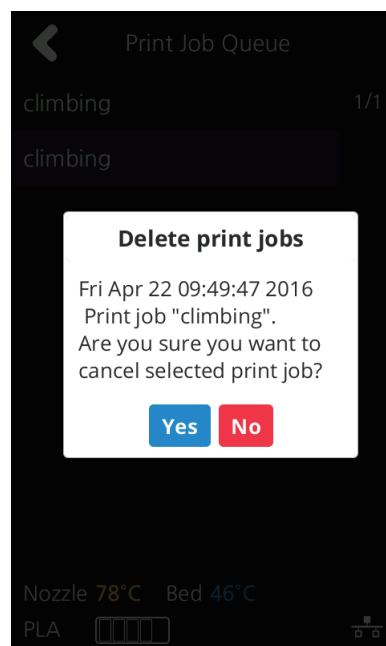 Print Job Queue
climbing 1/1
climbing
Delete print jobs
Fri Apr 22 09:49:47 2016
Print job "climbing".
Are you sure you want to
cancel selected print job?
Yes No
Nozzle 78°C Bed 46°C
PLA